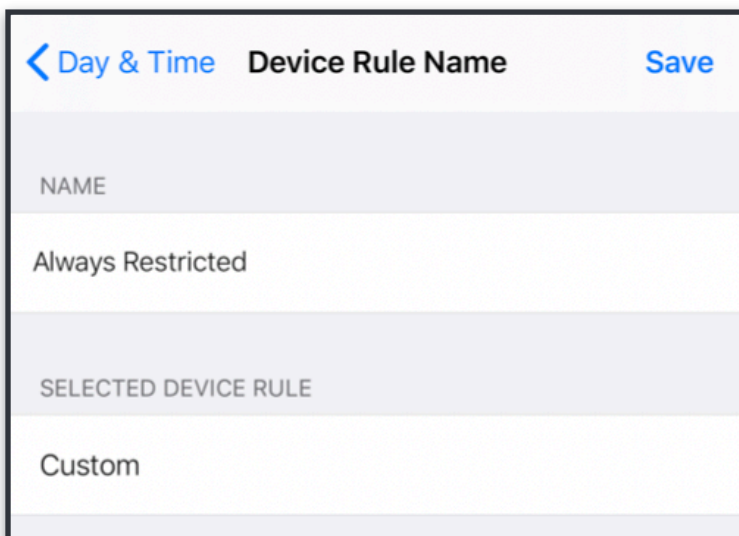 Day & Time Device Rule Name Save
NAME
Always Restricted
SELECTED DEVICE RULE
Custom